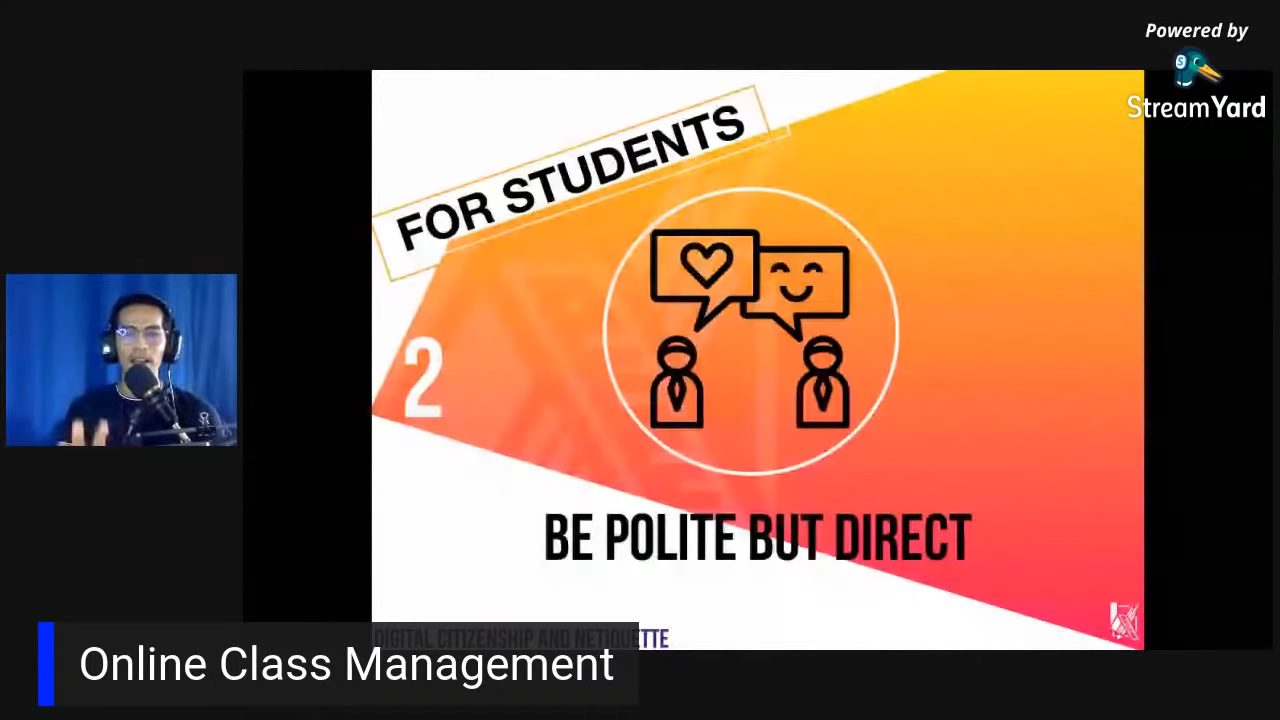 Powered by
StreamYard
FOR STUDENTS
2
BE POLITE BUT DIRECT
DIGITAL CITIZENSHIP AND NETIQUETTE
Online Class Management